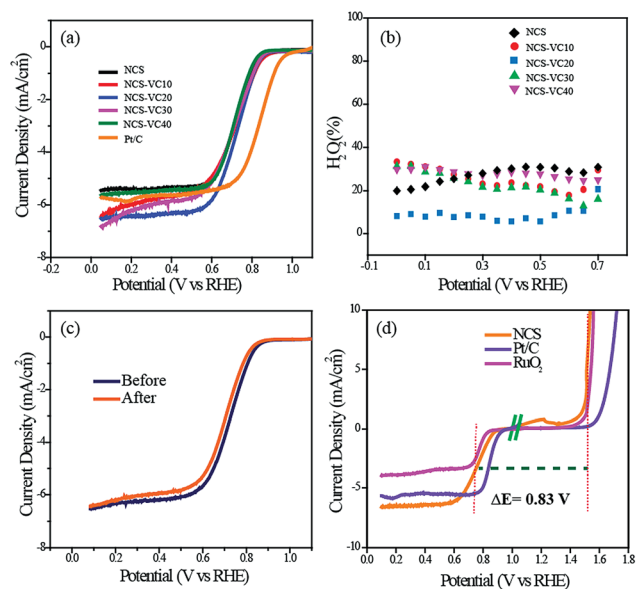 (a)
NCS
NCS-VC10
NCS-VC20
NCS-VC30
NCS-VC40
Pt/C
Current Density (mA/cm²)
0
-2
-4
-6
-8
-0.2 0.0 0.2 0.4 0.6 0.8 1.0
Potential (V vs RHE)
(b)
NCS
NCS-VC10
NCS-VC20
NCS-VC30
NCS-VC40
H₂O₂(%)
100
80
60
40
20
0
-0.1 0.1 0.3 0.5 0.7
Potential (V vs RHE)
(c)
Before
After
Current Density (mA/cm²)
0
-2
-4
-6
-8
0.0 0.2 0.4 0.6 0.8 1.0
Potential (V vs RHE)
(d)
NCS
Pt/C
RuO₂
ΔE= 0.83 V
Current Density (mA/cm²)
10
5
0
-5
-10
0.2 0.4 0.6 0.8 1.0 1.2 1.4 1.6 1.8
Potential (V vs RHE)